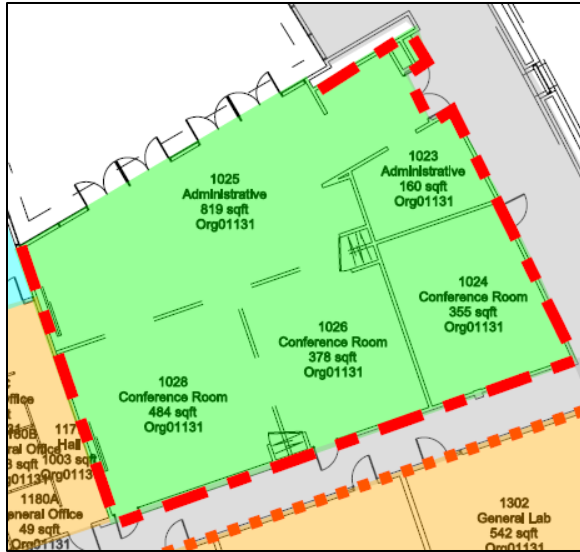 1025
Administrative
819 sqft
Org01131
1023
Administrative
160 sqft
Org01131
1024
Conference Room
355 sqft
Org01131
1026
Conference Room
378 sqft
Org01131
1028
Conference Room
484 sqft
Org01131
Office
Hall
1003 sqft
1180A
General Office
49 sqft
Org01131
1302
General Lab
542 sqft
Org01131